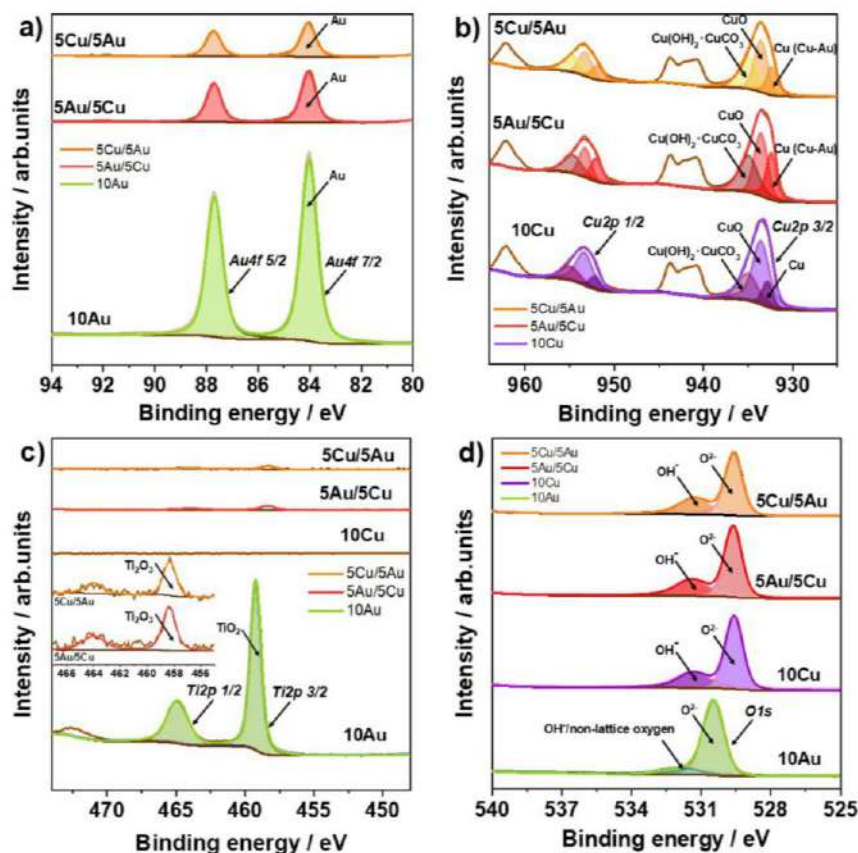 a)
5Cu/5Au
Au
5Au/5Cu
Au
5Cu/5Au
5Au/5Cu
10Au
Au
Au4f 5/2
Au4f 7/2
10Au
Intensity / arb.units
94 92 90 88 86 84 82 80
Binding energy / eV
b)
5Cu/5Au
CuO
Cu(OH)₂·CuCO₃
Cu (Cu-Au)
5Au/5Cu
CuO
Cu(OH)₂·CuCO₃
Cu (Cu-Au)
10Cu
Cu2p 1/2
CuO
Cu2p 3/2
Cu(OH)₂·CuCO₃
Cu
5Cu/5Au
5Au/5Cu
10Cu
Intensity / arb.units
960 950 940 930
Binding energy / eV
c)
5Cu/5Au
5Au/5Cu
10Cu
Ti₂O₃
5Cu/5Au
Ti₂O₃
5Au/5Cu
466 464 462 460 458 456
5Cu/5Au
5Au/5Cu
10Au
TiO₂
Ti2p 1/2
Ti2p 3/2
10Au
Intensity / arb.units
470 465 460 455 450
Binding energy / eV
d)
5Cu/5Au
5Au/5Cu
10Cu
10Au
OH⁻
O²⁻
5Cu/5Au
OH⁻
O²⁻
5Au/5Cu
OH⁻
O²⁻
10Cu
OH⁻/non-lattice oxygen
O²⁻
O1s
10Au
Intensity / arb.units
540 537 534 531 528 525
Binding energy / eV